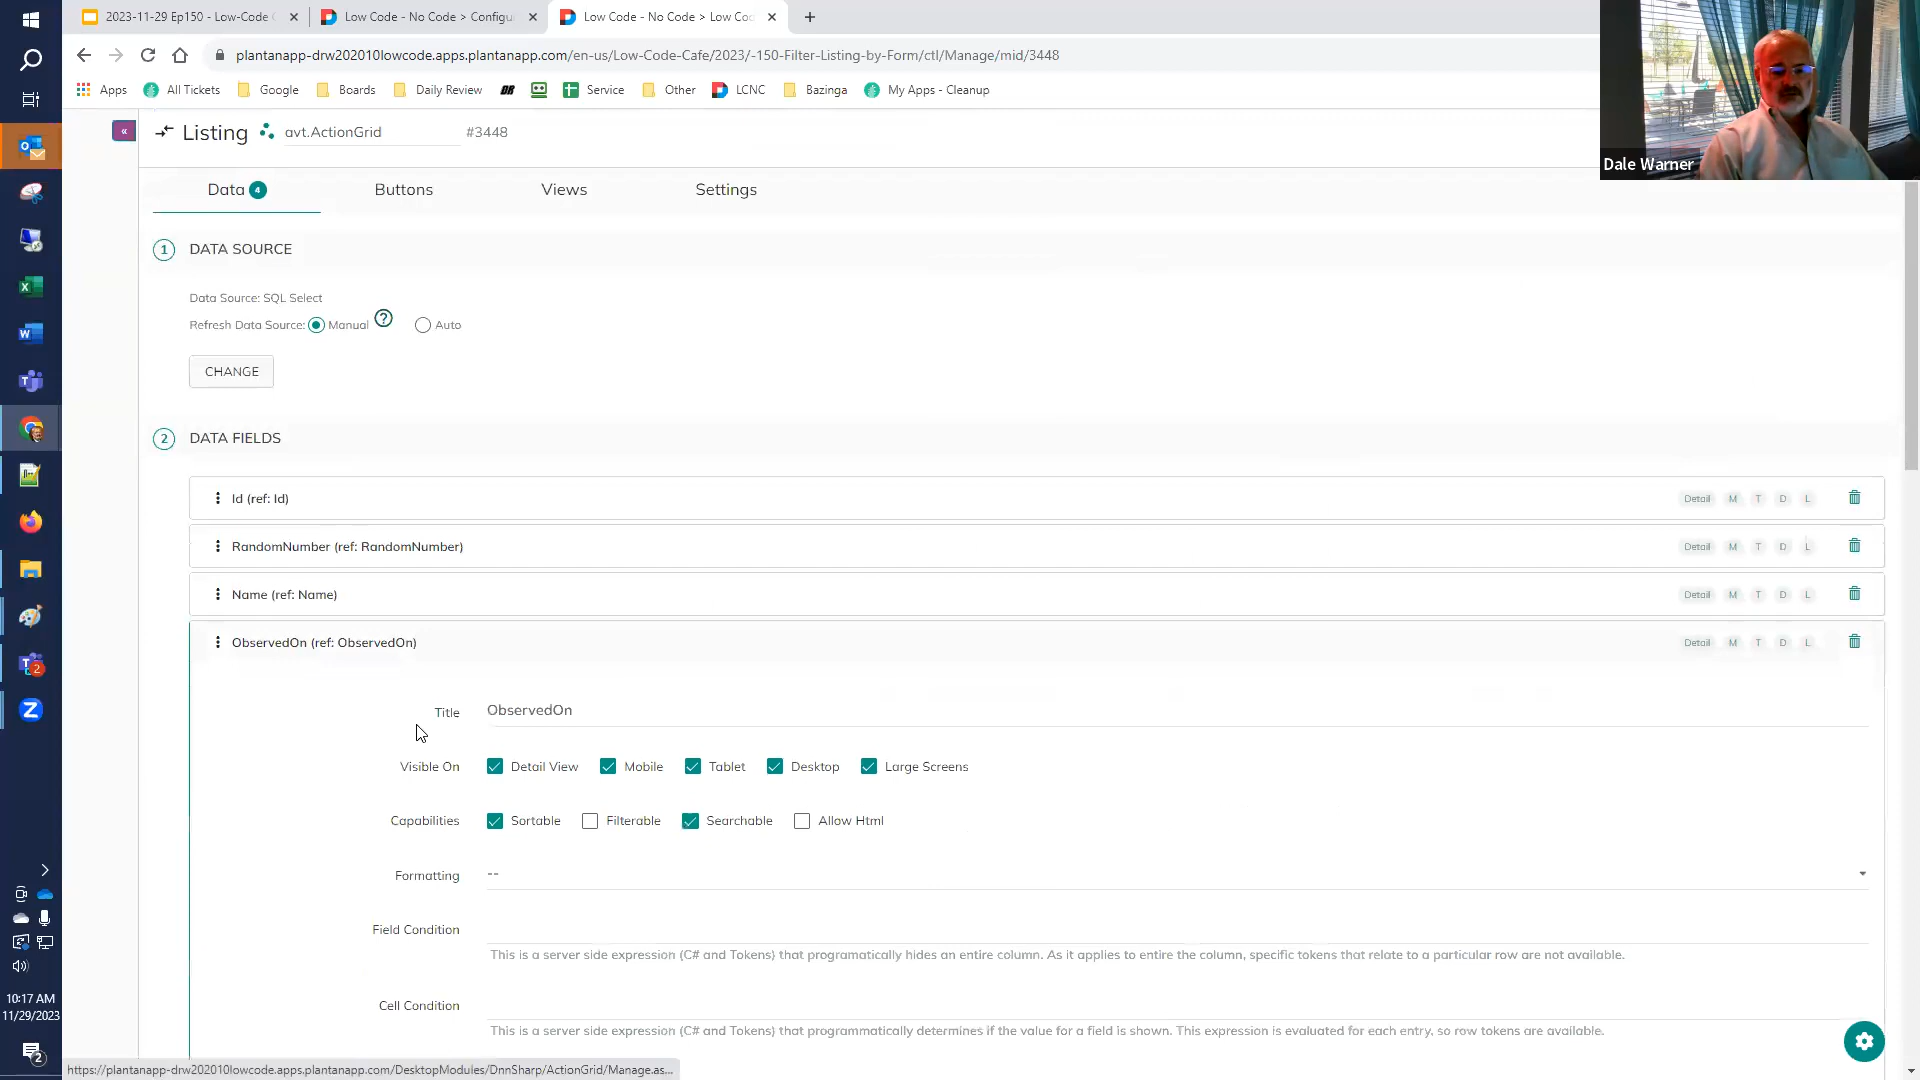 2023-11-29 Ep150 - Low-Code
Low Code - No Code > Configu
Low Code - No Code > Low Co
plantanapp-drw202010lowcode.apps.plantanapp.com/en-us/Low-Code-Cafe/2023/-150-Filter-Listing-by-Form/ctl/Manage/mid/3448
Apps All Tickets Google Boards Daily Review DR Service Other LCNC Bazinga My Apps - Cleanup
Dale Warner
Listing avt.ActionGrid #3448
Data 4 Buttons Views Settings
1 DATA SOURCE
Data Source: SQL Select
Refresh Data Source: Manual ? Auto
CHANGE
2 DATA FIELDS
Id (ref: Id) Detail M T D L
RandomNumber (ref: RandomNumber) Detail M T D L
Name (ref: Name) Detail M T D L
ObservedOn (ref: ObservedOn) Detail M T D L
Title ObservedOn
Visible On Detail View Mobile Tablet Desktop Large Screens
Capabilities Sortable Filterable Searchable Allow Html
Formatting --
Field Condition
This is a server side expression (C# and Tokens) that programatically hides an entire column. As it applies to entire the column, specific tokens that relate to a particular row are not available.
Cell Condition
This is a server side expression (C# and Tokens) that programmatically determines if the value for a field is shown. This expression is evaluated for each entry, so row tokens are available.
https://plantanapp-drw202010lowcode.apps.plantanapp.com/DesktopModules/DnnSharp/ActionGrid/Manage.as...
10:17 AM
11/29/2023
2
2